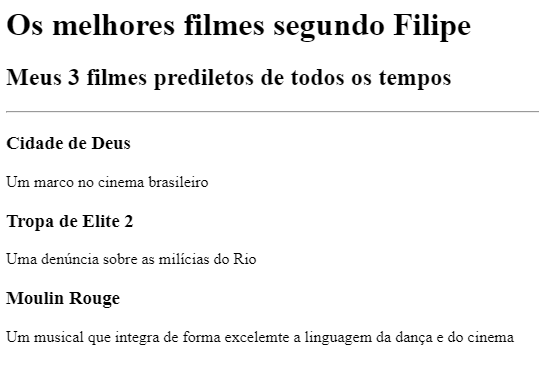 Os melhores filmes segundo Filipe
Meus 3 filmes prediletos de todos os tempos
Cidade de Deus
Um marco no cinema brasileiro
Tropa de Elite 2
Uma denúncia sobre as milícias do Rio
Moulin Rouge
Um musical que integra de forma excelemte a linguagem da dança e do cinema